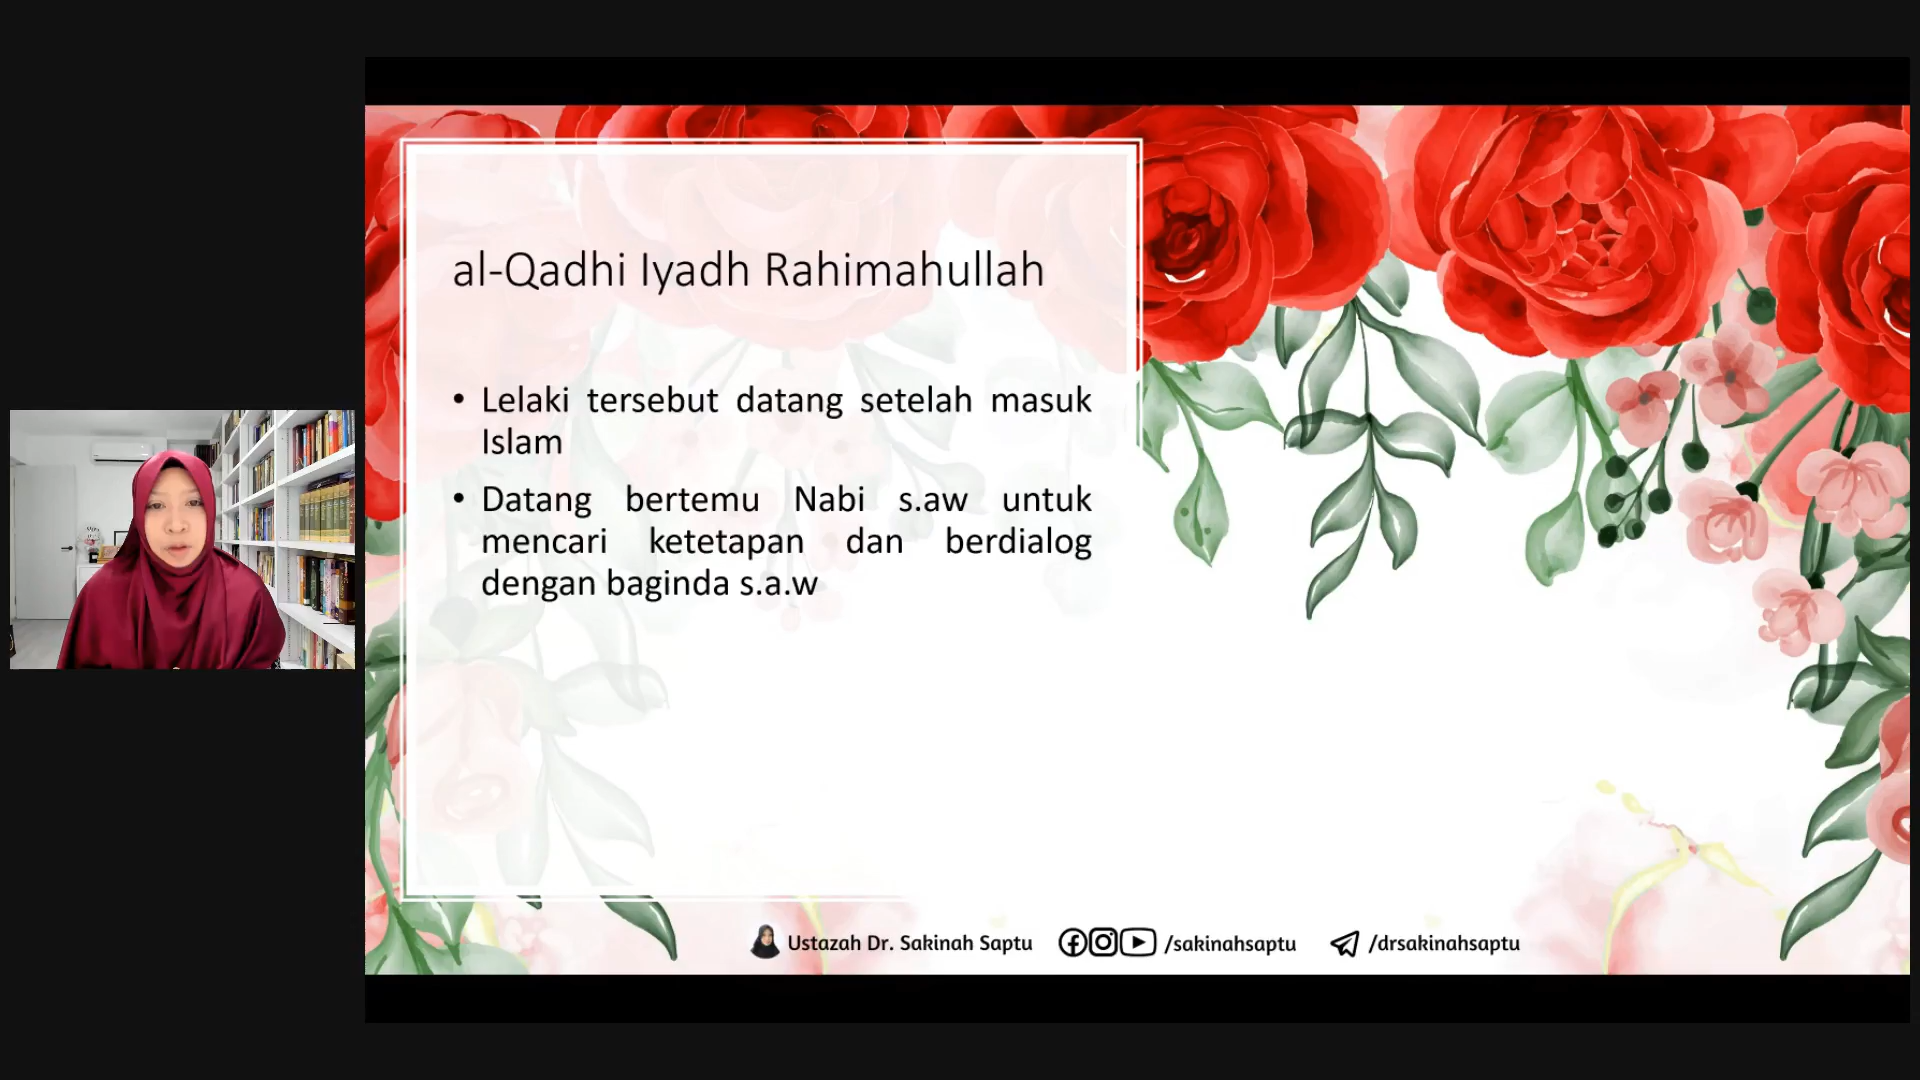 al-Qadhi Iyadh Rahimahullah
• Lelaki tersebut datang setelah masuk
Islam
• Datang bertemu Nabi s.aw untuk
mencari ketetapan dan berdialog
dengan baginda s.a.w
Ustazah Dr. Sakinah Saptu /sakinahsaptu /drsakinahsaptu